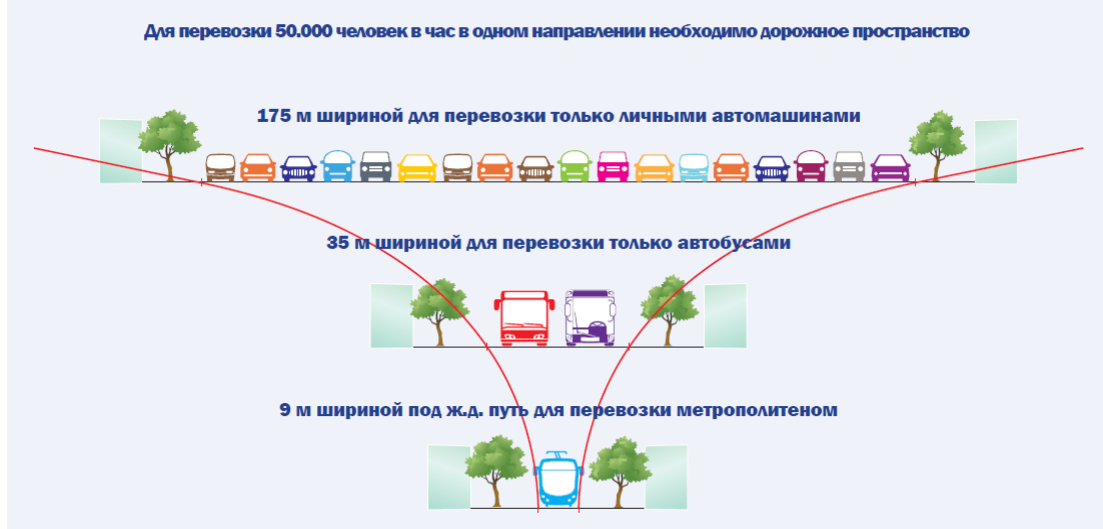 Для перевозки 50.000 человек в час в одном направлении необходимо дорожное пространство
175 м шириной для перевозки только личными автомашинами
35 м шириной для перевозки только автобусами
9 м шириной под ж.д. путь для перевозки метрополитеном